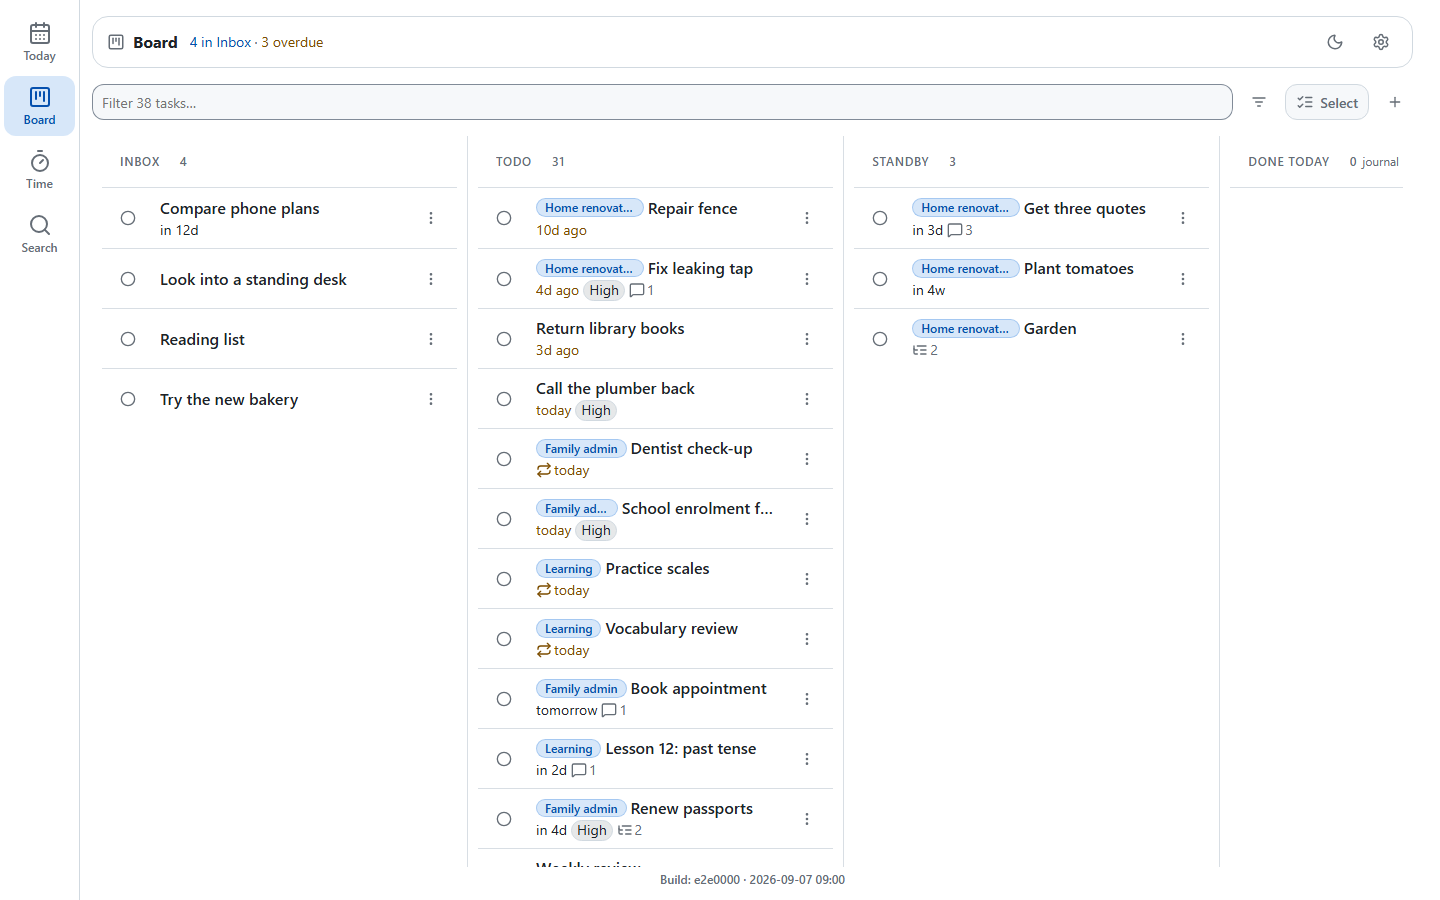 Today
Board
Time
Search
Board 4 in Inbox · 3 overdue
Filter 38 tasks...
Select
INBOX 4
Compare phone plans
in 12d
Look into a standing desk
Reading list
Try the new bakery
TODO 31
Home renovat... Repair fence
10d ago
Home renovat... Fix leaking tap
4d ago High 1
Return library books
3d ago
Call the plumber back
today High
Family admin Dentist check-up
today
Family ad... School enrolment f...
today High
Learning Practice scales
today
Learning Vocabulary review
today
Family admin Book appointment
tomorrow 1
Learning Lesson 12: past tense
in 2d 1
Family admin Renew passports
in 4d High 2
STANDBY 3
Home renovat... Get three quotes
in 3d 3
Home renovat... Plant tomatoes
in 4w
Home renovat... Garden
2
DONE TODAY 0 journal
Build: e2e0000 · 2026-09-07 09:00